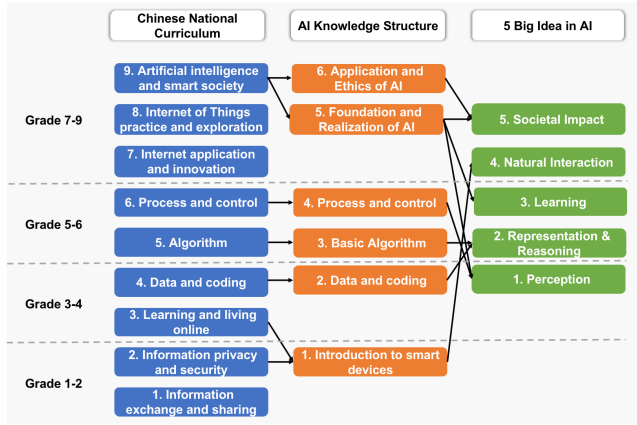 Chinese National
Curriculum
AI Knowledge Structure
5 Big Idea in AI
Grade 7-9
9. Artificial intelligence
and smart society
8. Internet of Things
practice and exploration
7. Internet application
and innovation
6. Application and
Ethics of AI
5. Foundation and
Realization of AI
5. Societal Impact
4. Natural Interaction
Grade 5-6
6. Process and control
5. Algorithm
4. Process and control
3. Basic Algorithm
3. Learning
2. Representation &
Reasoning
Grade 3-4
4. Data and coding
3. Learning and living
online
2. Data and coding
1. Perception
Grade 1-2
2. Information privacy
and security
1. Information
exchange and sharing
1. Introduction to smart
devices